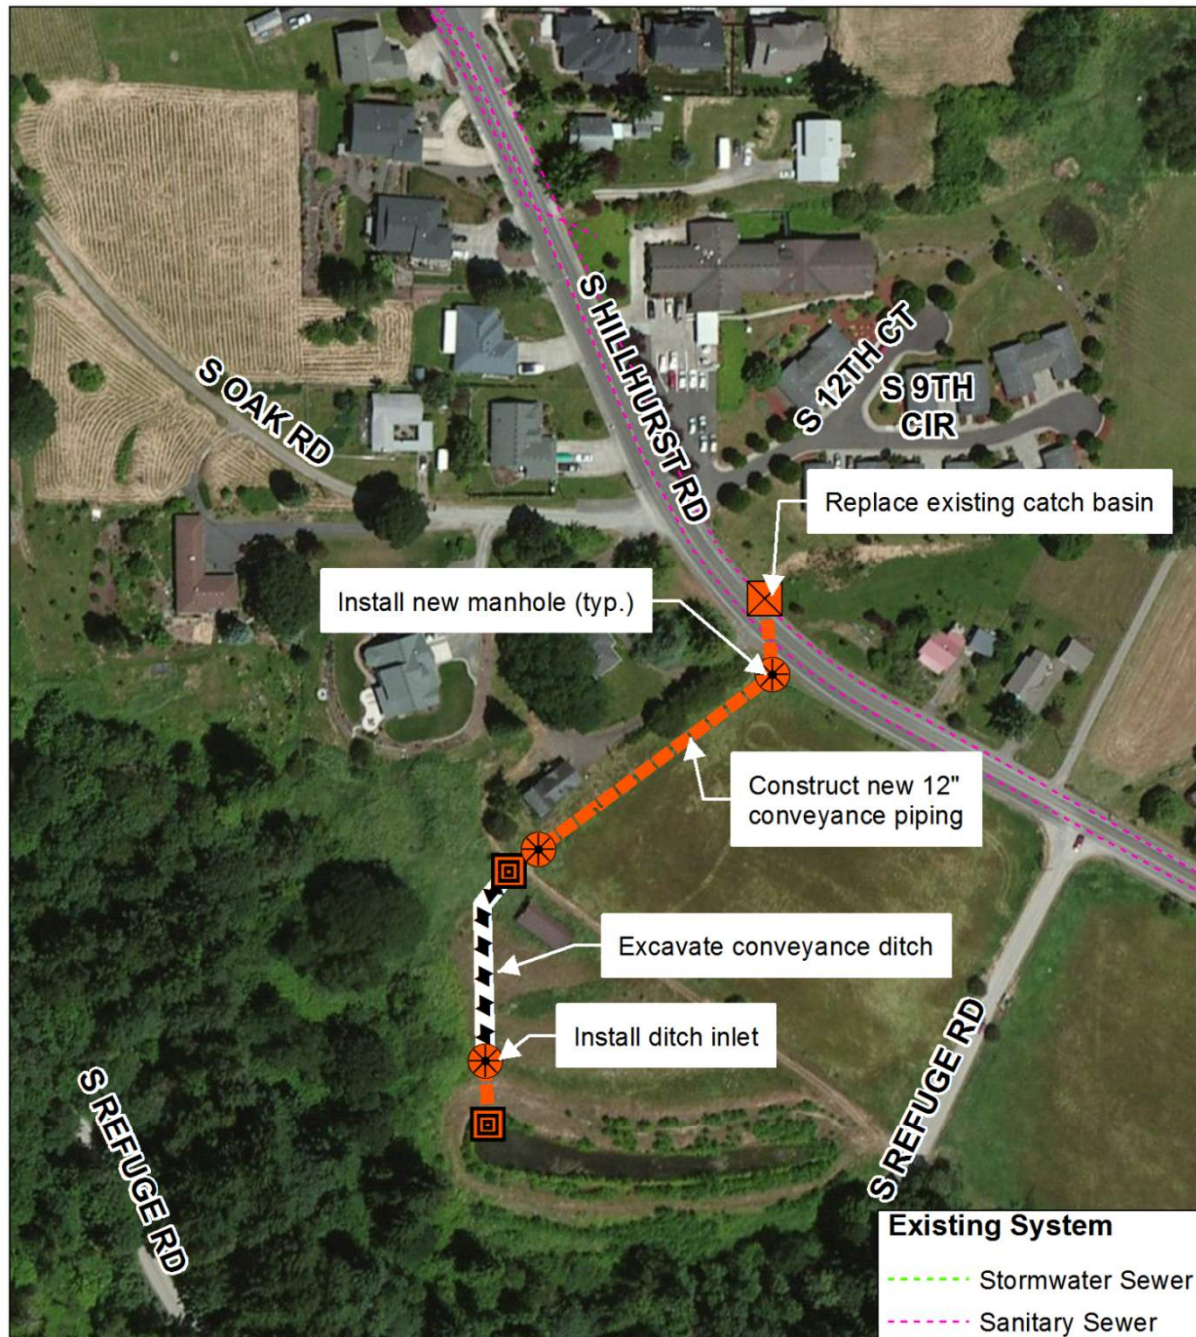 S HILLHURST RD
S OAK RD
S 12TH CT
S 9TH
CIR
Replace existing catch basin
Install new manhole (typ.)
Construct new 12"
conveyance piping
Excavate conveyance ditch
Install ditch inlet
S REFUGE RD
S REFUGE RD
Existing System
Stormwater Sewer
Sanitary Sewer